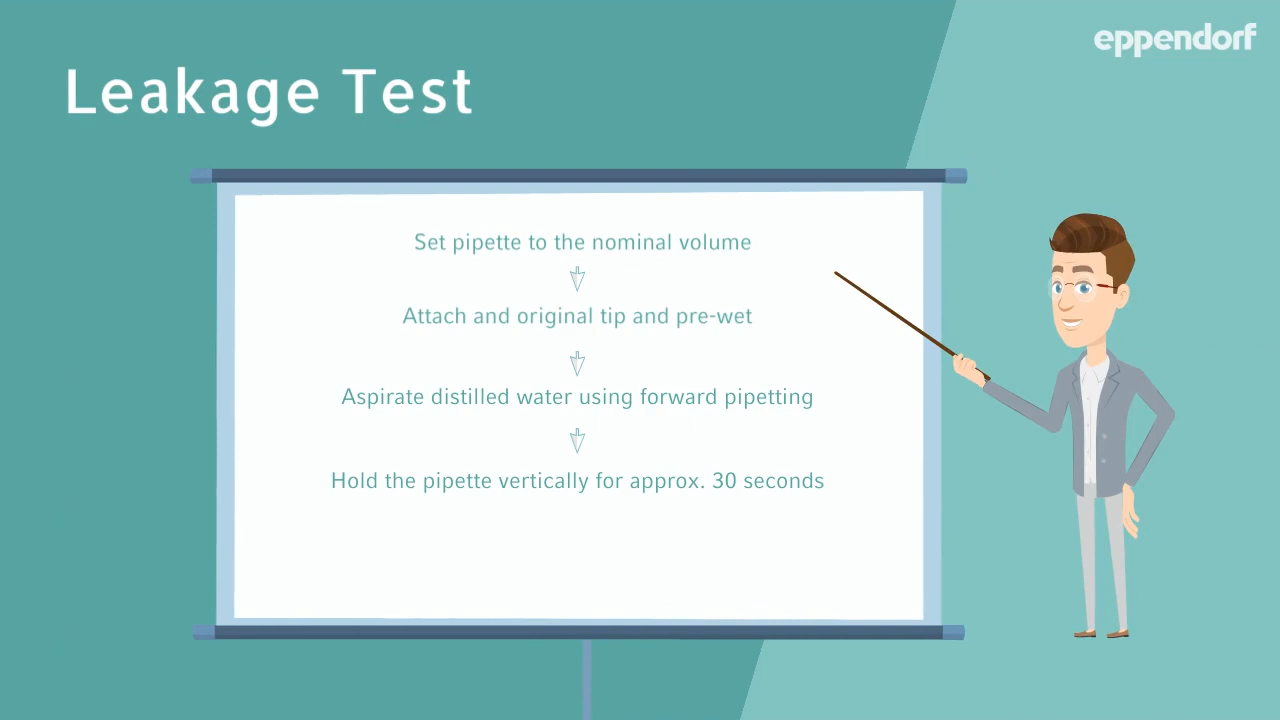 eppendorf
Leakage Test
Set pipette to the nominal volume
Attach and original tip and pre-wet
Aspirate distilled water using forward pipetting
Hold the pipette vertically for approx. 30 seconds